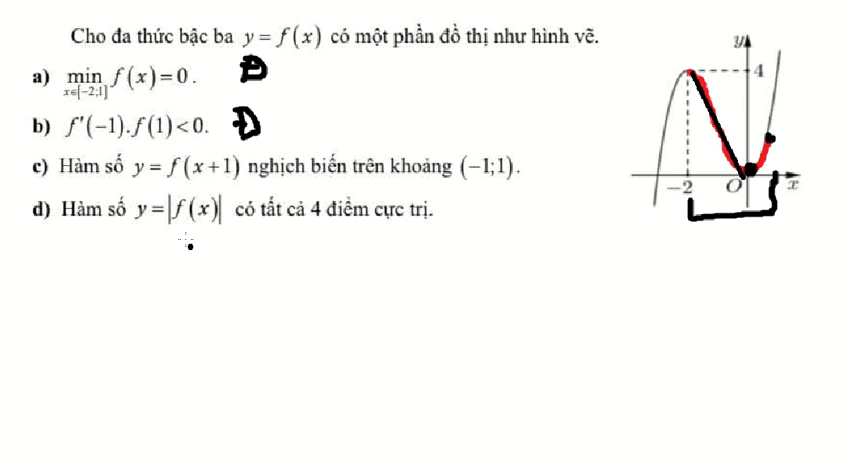 Cho đa thức bậc ba y = f(x) có một phần đồ thị như hình vẽ.
a) min f(x) = 0. Đ
x∈[-2;1]
b) f'(-1).f(1) < 0. Đ
c) Hàm số y = f(x+1) nghịch biến trên khoảng (-1;1).
d) Hàm số y = |f(x)| có tất cả 4 điểm cực trị.
y
4
-2 O x